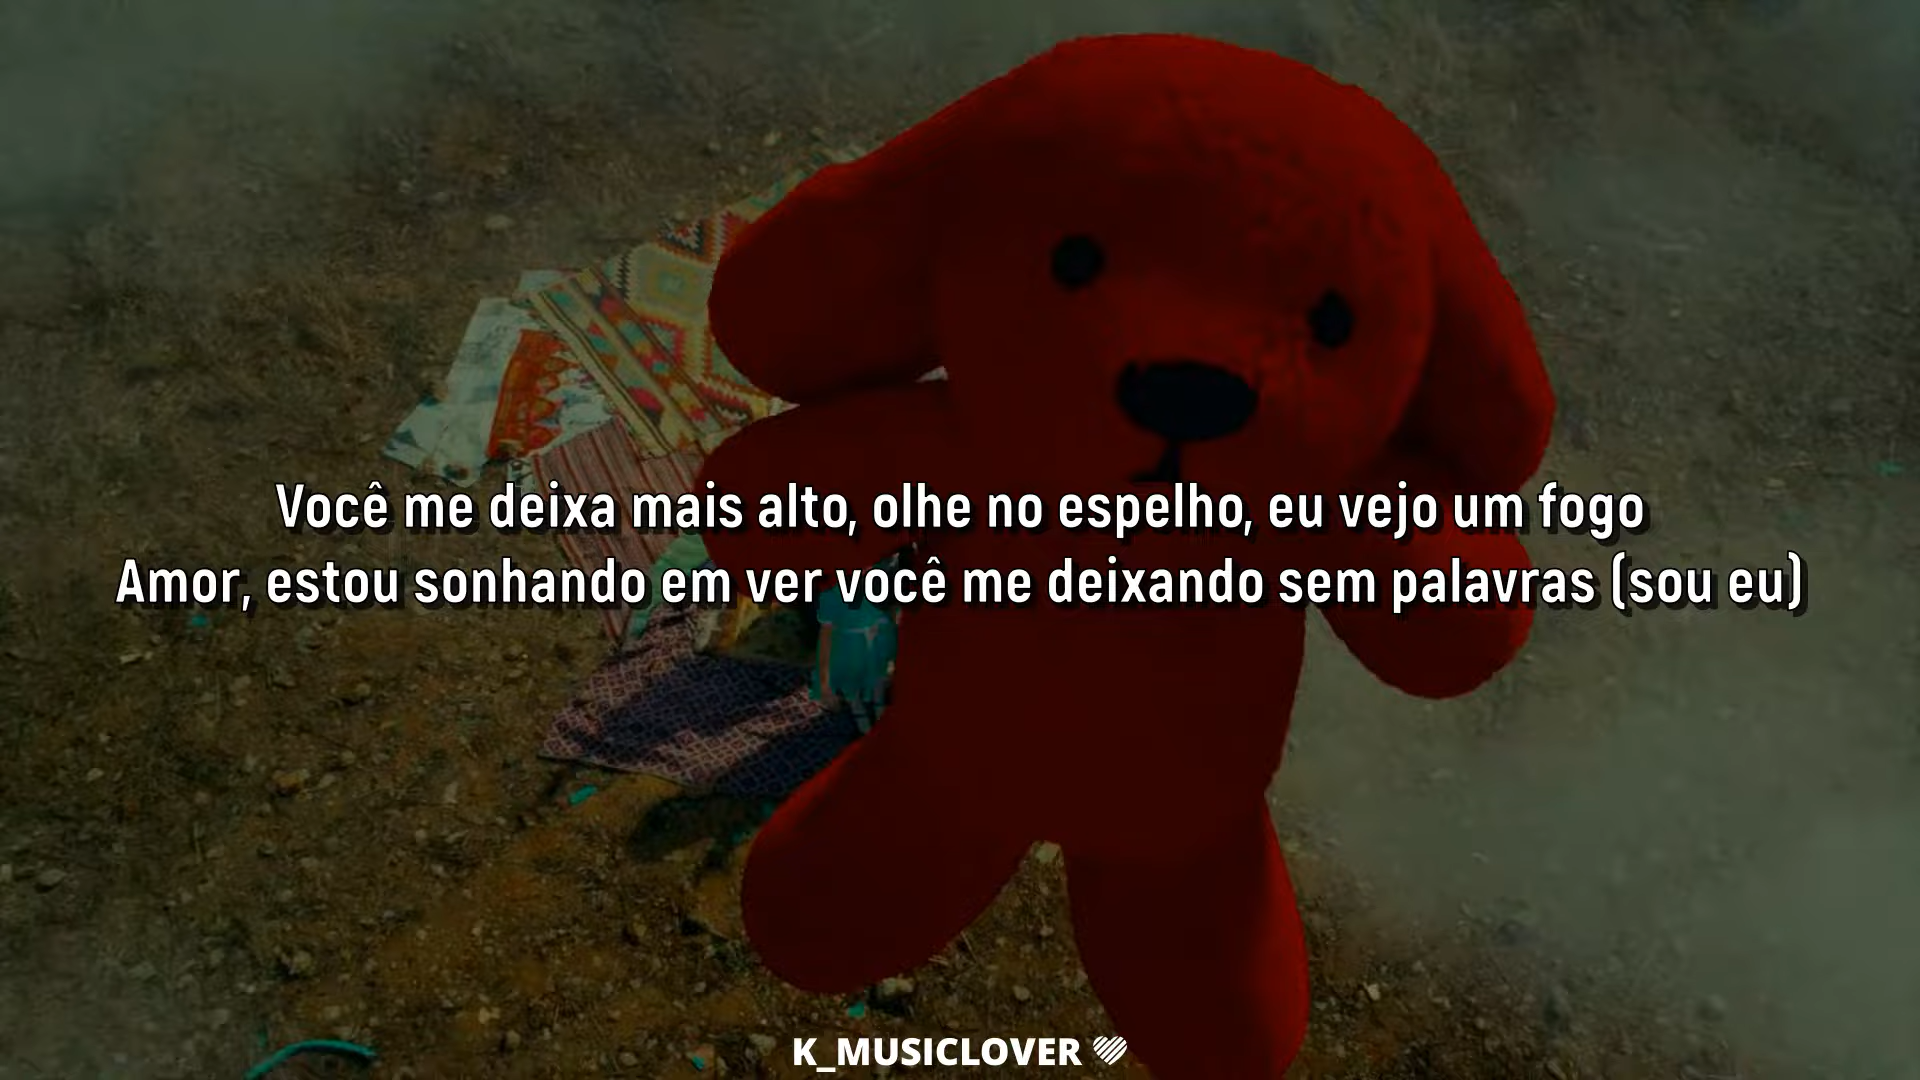 Você me deixa mais alto, olhe no espelho, eu vejo um fogo
Amor, estou sonhando em ver você me deixando sem palavras (sou eu)
K_MUSICLOVER